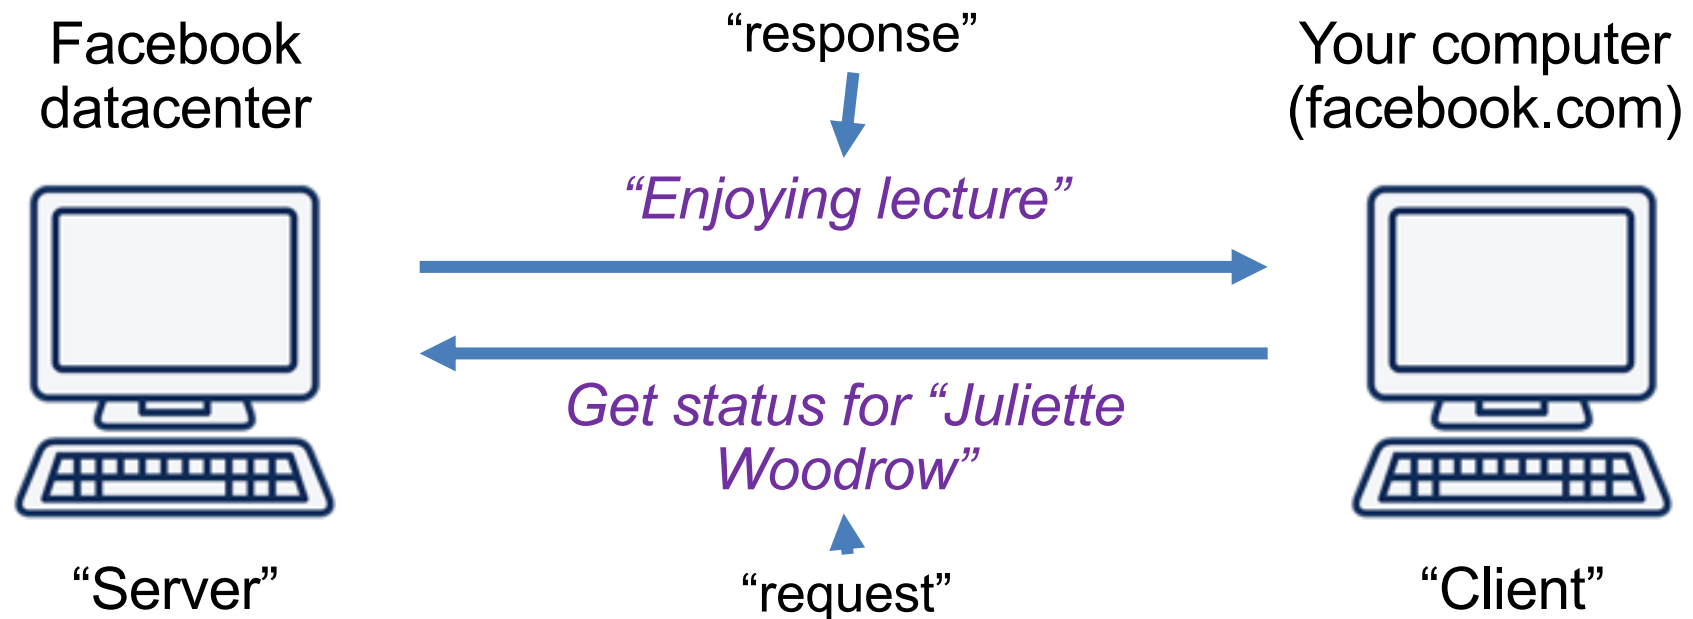 Facebook
datacenter
“response”
Your computer
(facebook.com)
“Enjoying lecture”
Get status for “Juliette
Woodrow”
“Server”
“request”
“Client”